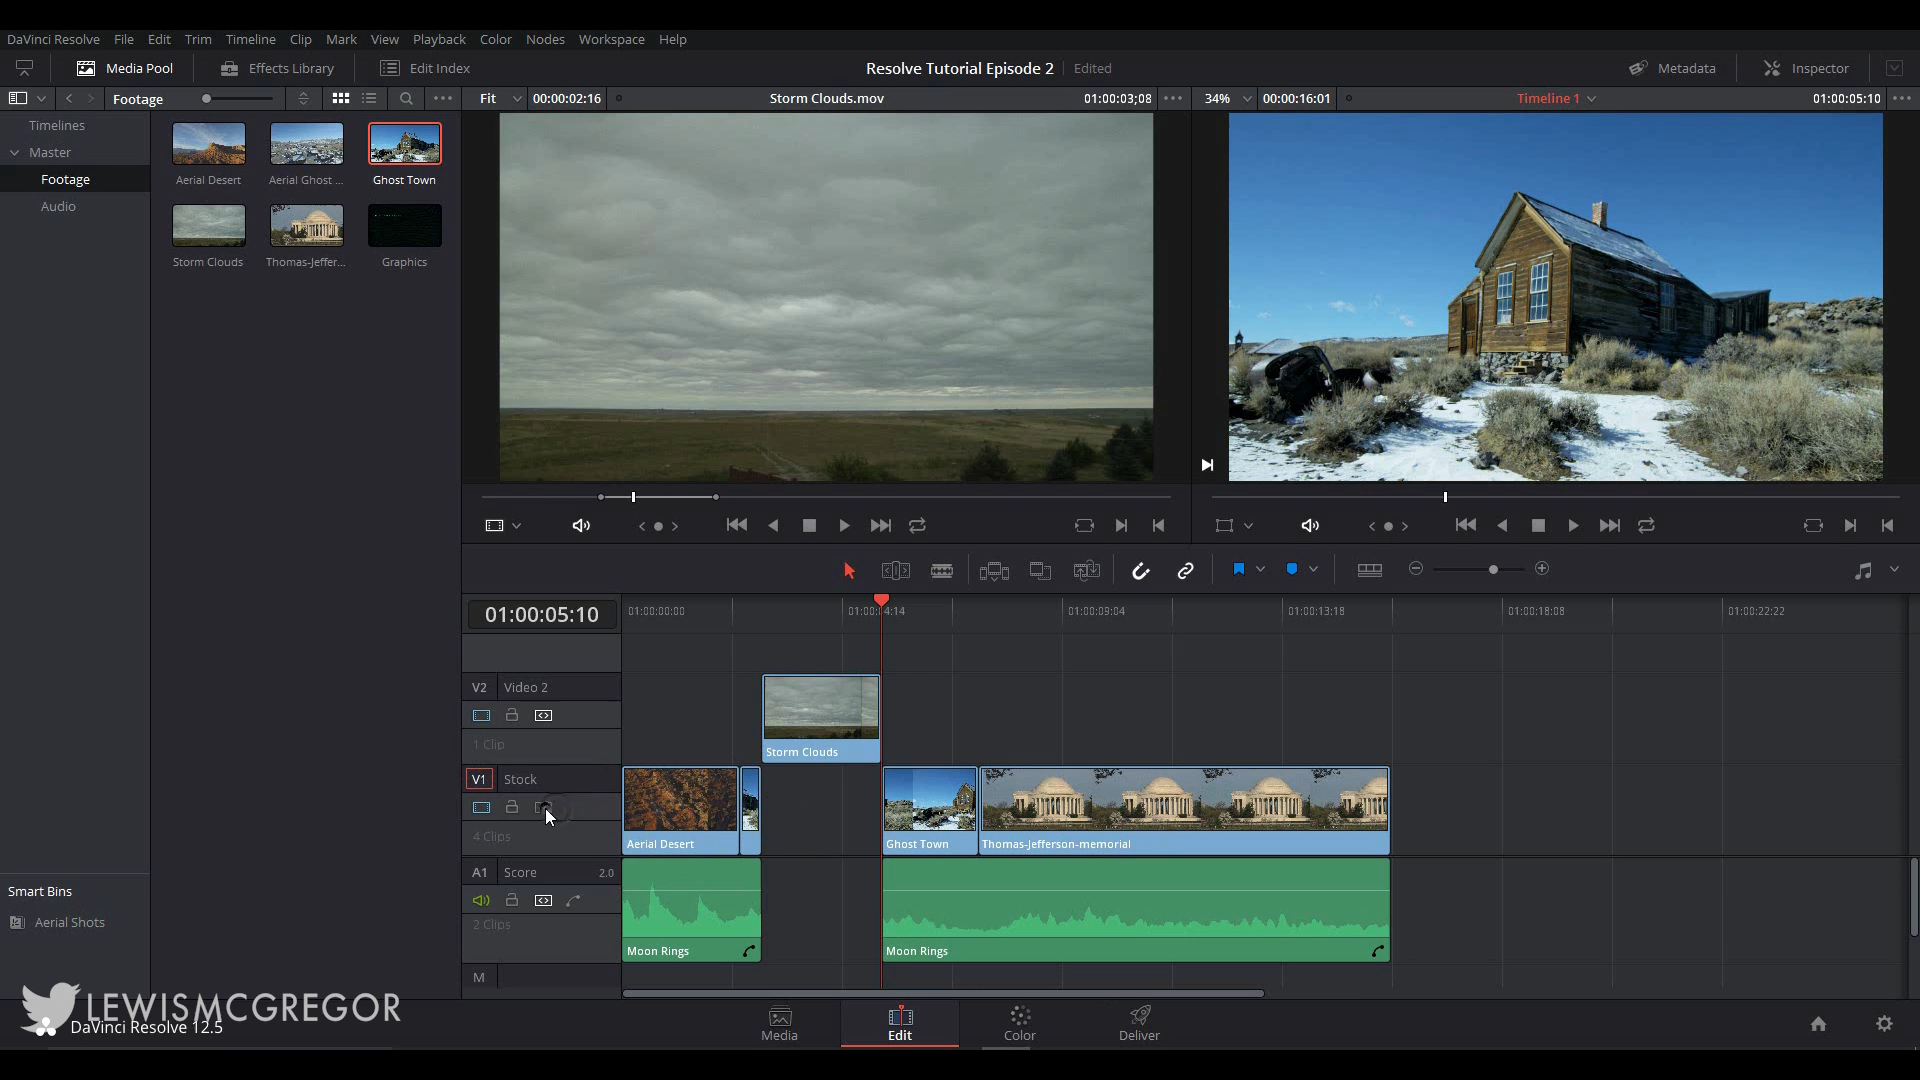 DaVinci Resolve File Edit Trim Timeline Clip Mark View Playback Color Nodes Workspace Help
Media Pool Effects Library Edit Index Resolve Tutorial Episode 2 Edited Metadata Inspector
Footage Fit 00:00:02:16 Storm Clouds.mov 01:00:03;08 34% 00:00:16:01 Timeline 1 01:00:05:10
Timelines
Master
Footage
Audio
Aerial Desert Aerial Ghost ... Ghost Town
Storm Clouds Thomas-Jeffer... Graphics
01:00:05:10 01:00:00:00 01:00:09:04 01:00:13:18 01:00:18:08 01:00:22:22
V2 Video 2
1 Clip
Storm Clouds
V1 Stock
4 Clips
Aerial Desert Ghost Town Thomas-Jefferson-memorial
A1 Score 2.0
2 Clips
Moon Rings Moon Rings
M
Smart Bins
Aerial Shots
LEWISMCGREGOR
DaVinci Resolve 12.5
Media Edit Color Deliver